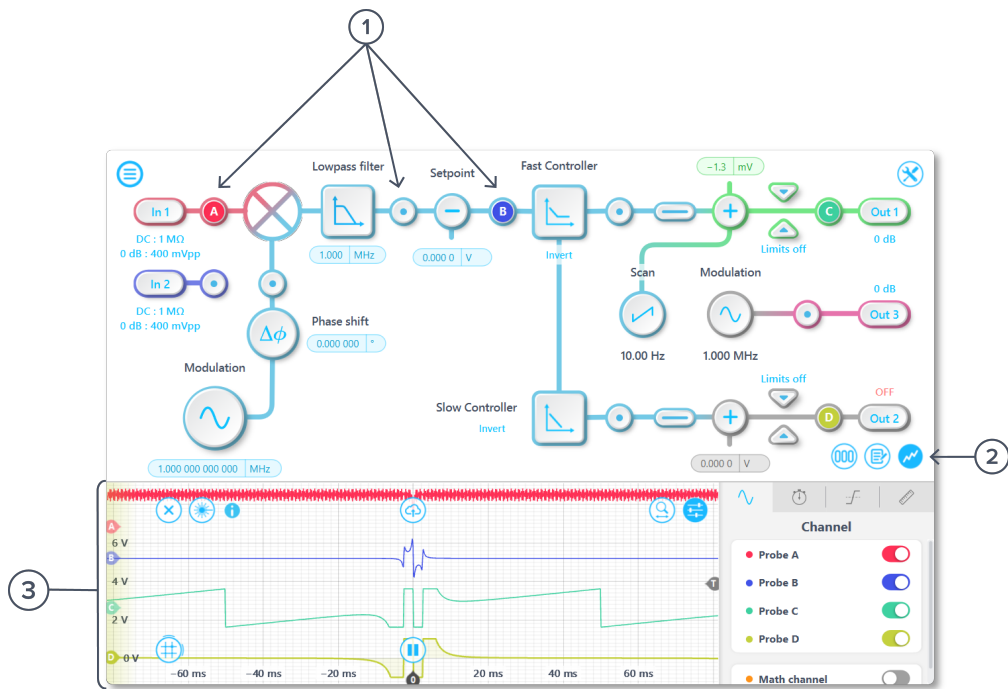 1
Lowpass filter
Setpoint
Fast Controller
−1.3 mV
In 1
A
B
C
Out 1
DC : 1 MΩ
0 dB : 400 mVpp
1.000 MHz
0.000 0 V
Invert
Limits off
0 dB
In 2
DC : 1 MΩ
0 dB : 400 mVpp
Δϕ
Phase shift
0.000 000 °
Scan
Modulation
10.00 Hz
1.000 MHz
0 dB
Out 3
Modulation
1.000 000 000 000 MHz
Slow Controller
Invert
Limits off
OFF
D
Out 2
0.000 0 V
2
3
A
6 V
B
4 V
T
C
2 V
D
0 V
−60 ms
−40 ms
−20 ms
0
20 ms
40 ms
60 ms
Channel
Probe A
Probe B
Probe C
Probe D
Math channel